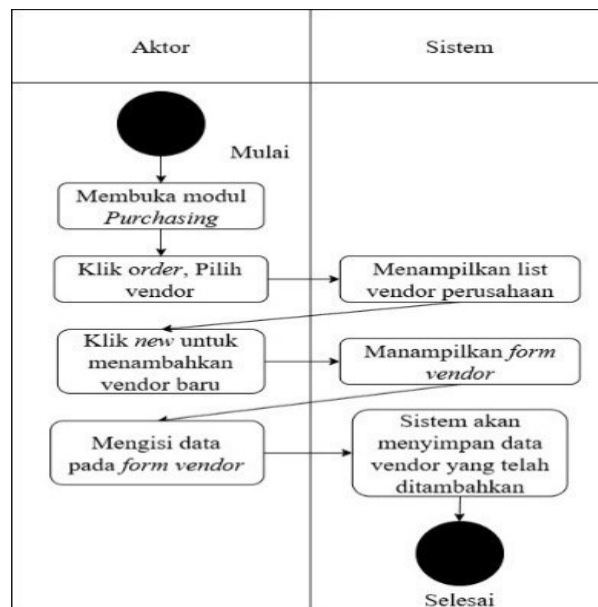 Aktor
Sistem
Mulai
Membuka modul
Purchasing
Klik order, Pilih
vendor
Menampilkan list
vendor perusahaan
Klik new untuk
menambahkan
vendor baru
Manampilkan form
vendor
Mengisi data
pada form vendor
Sistem akan
menyimpan data
vendor yang telah
ditambahkan
Selesai